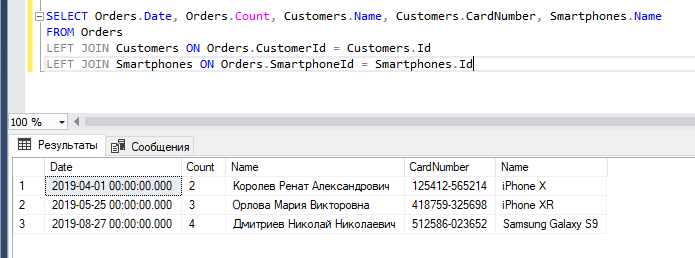 SELECT Orders.Date, Orders.Count, Customers.Name, Customers.CardNumber, Smartphones.Name
FROM Orders
LEFT JOIN Customers ON Orders.CustomerId = Customers.Id
LEFT JOIN Smartphones ON Orders.SmartphoneId = Smartphones.Id
100 %
Результаты Сообщения
Date Count Name CardNumber Name
1 2019-04-01 00:00:00.000 2 Королев Ренат Александрович 125412-565214 iPhone X
2 2019-05-25 00:00:00.000 3 Орлова Мария Викторовна 418759-325698 iPhone XR
3 2019-08-27 00:00:00.000 4 Дмитриев Николай Николаевич 512586-023652 Samsung Galaxy S9